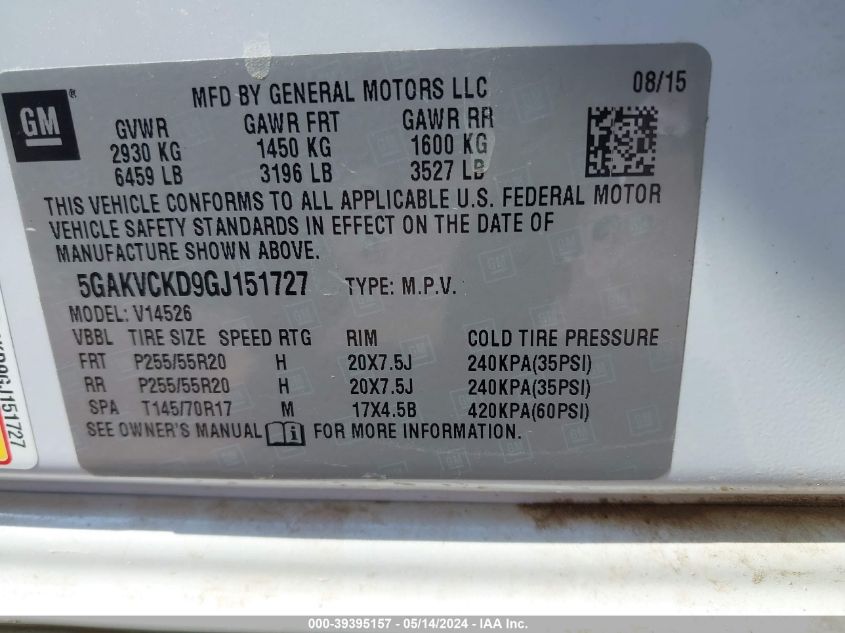 GM ®
MFD BY GENERAL MOTORS LLC 08/15
GVWR GAWR FRT GAWR RR
2930 KG 1450 KG 1600 KG
6459 LB 3196 LB 3527 LB
THIS VEHICLE CONFORMS TO ALL APPLICABLE U.S. FEDERAL MOTOR
VEHICLE SAFETY STANDARDS IN EFFECT ON THE DATE OF
MANUFACTURE SHOWN ABOVE.
5GAKVCKD9GJ151727 TYPE: M.P.V.
MODEL: V14526
VBBL TIRE SIZE SPEED RTG RIM COLD TIRE PRESSURE
FRT P255/55R20 H 20X7.5J 240KPA(35PSI)
RR P255/55R20 H 20X7.5J 240KPA(35PSI)
SPA T145/70R17 M 17X4.5B 420KPA(60PSI)
SEE OWNER'S MANUAL i FOR MORE INFORMATION.
000-39395157 - 05/14/2024 - IAA Inc.